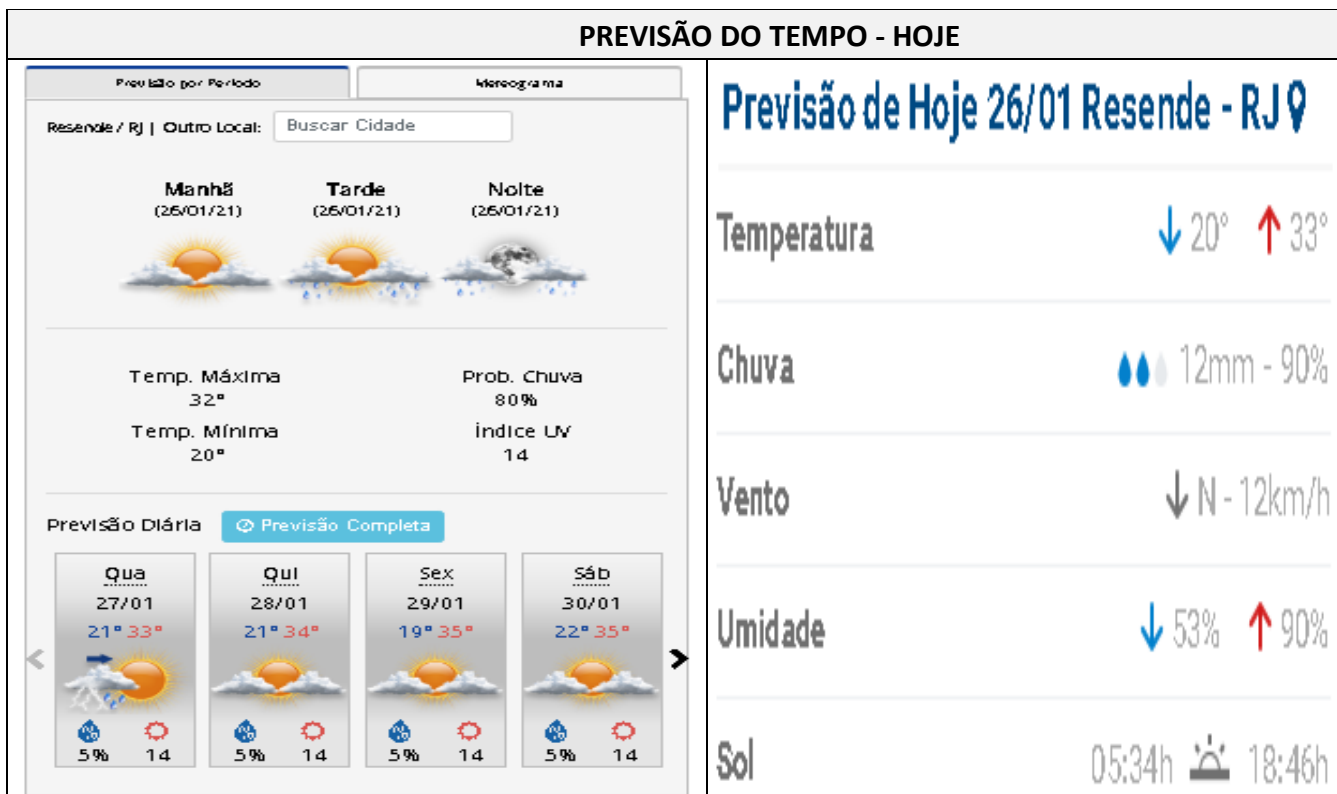 PREVISÃO DO TEMPO - HOJE
Previsão por Período
Meteograma
Resende / RJ | Outro Local: Buscar Cidade
Manhã Tarde Noite
(26/01/21) (26/01/21) (26/01/21)
Temp. Máxima Prob. Chuva
32° 80%
Temp. Mínima Índice UV
20° 14
Previsão Diária Previsão Completa
Qua Qui Sex Sáb
27/01 28/01 29/01 30/01
21° 33° 21° 34° 19° 35° 22° 35°
5% 14 5% 14 5% 14 5% 14
Previsão de Hoje 26/01 Resende - RJ
Temperatura 20° 33°
Chuva 12mm - 90%
Vento N - 12km/h
Umidade 53% 90%
Sol 05:34h 18:46h